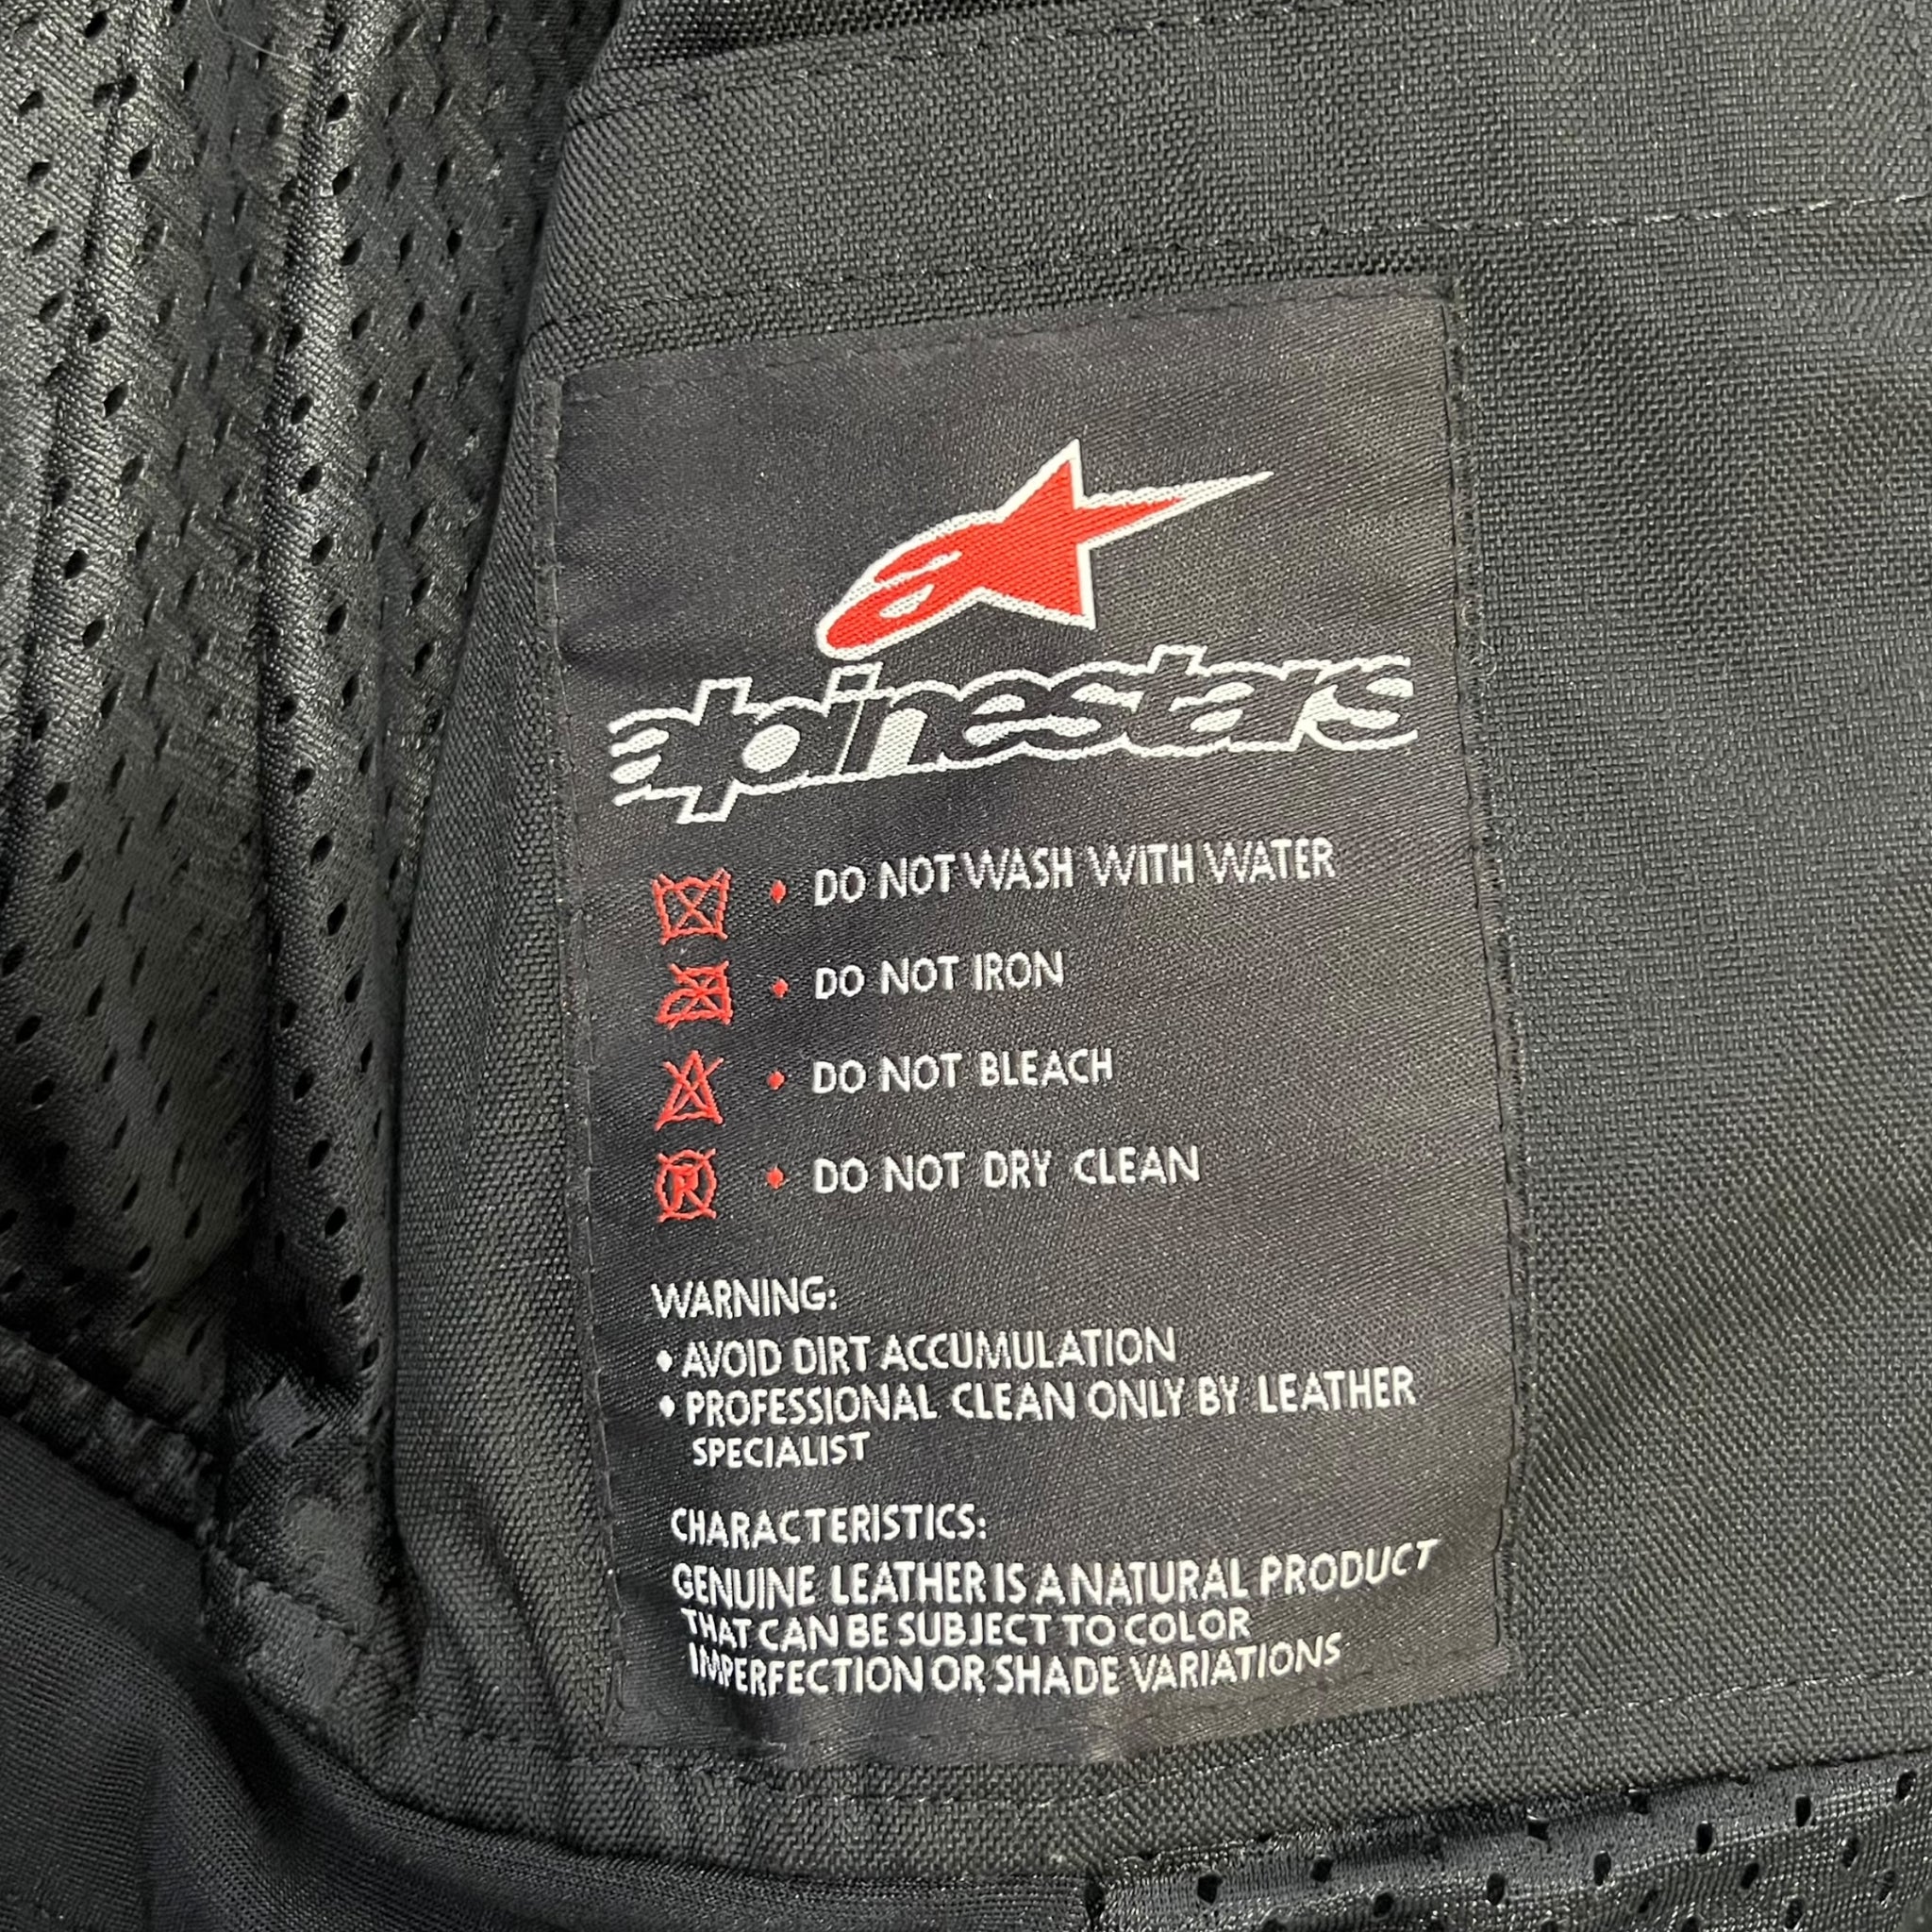 alpinestars
• DO NOT WASH WITH WATER
• DO NOT IRON
• DO NOT BLEACH
R • DO NOT DRY CLEAN
WARNING:
• AVOID DIRT ACCUMULATION
• PROFESSIONAL CLEAN ONLY BY LEATHER
SPECIALIST
CHARACTERISTICS:
GENUINE LEATHER IS A NATURAL PRODUCT
THAT CAN BE SUBJECT TO COLOR
IMPERFECTION OR SHADE VARIATIONS